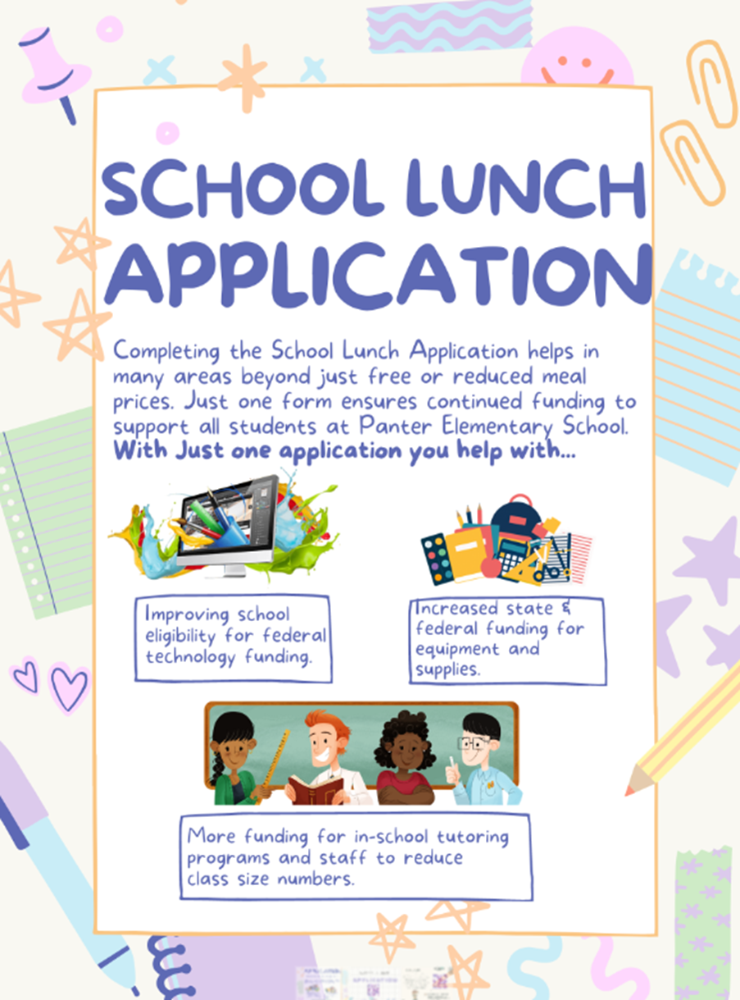 SCHOOL LUNCH
APPLICATION
Completing the School Lunch Application helps in
many areas beyond just free or reduced meal
prices. Just one form ensures continued funding to
support all students at Panter Elementary School.
With Just one application you help with...
Improving school
eligibility for federal
technology funding.
Increased state &
federal funding for
equipment and
supplies.
More funding for in-school tutoring
programs and staff to reduce
class size numbers.